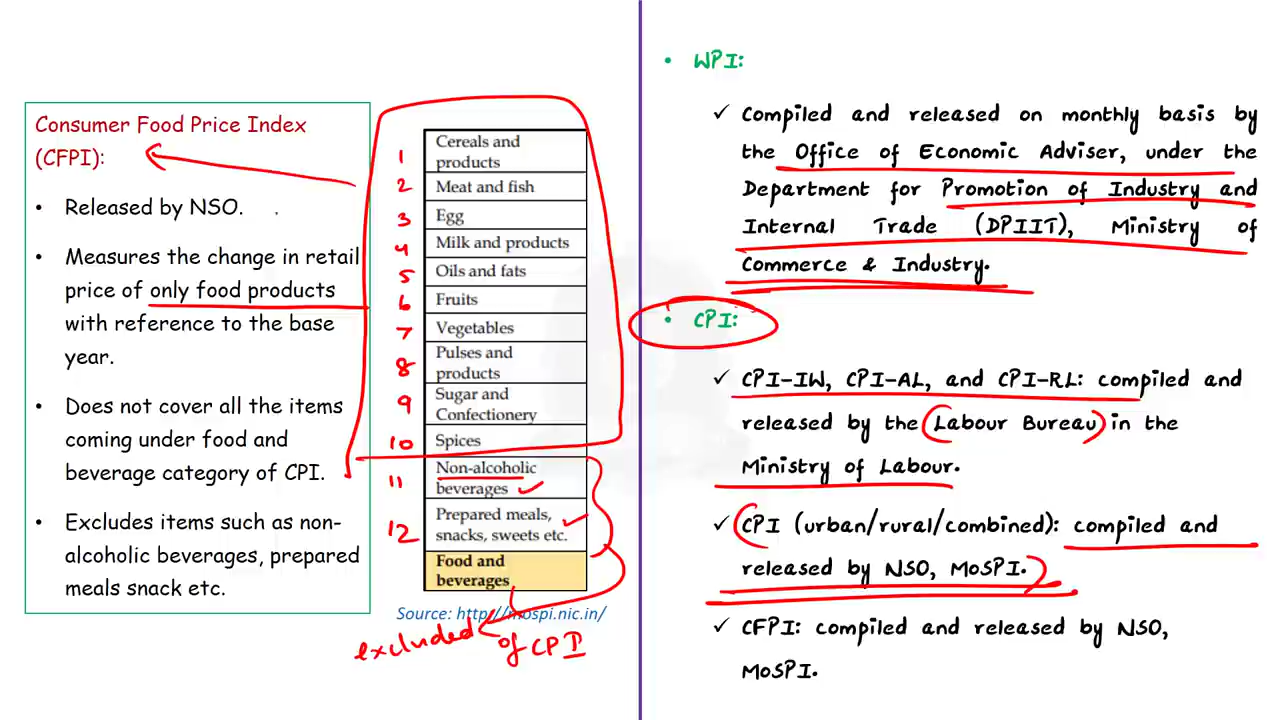 Consumer Food Price Index
(CFPI):
• Released by NSO.
• Measures the change in retail
price of only food products
with reference to the base
year.
• Does not cover all the items
coming under food and
beverage category of CPI.
• Excludes items such as non-
alcoholic beverages, prepared
meals snack etc.
1 Cereals and
products
2 Meat and fish
3 Egg
4 Milk and products
5 Oils and fats
6 Fruits
7 Vegetables
8 Pulses and
products
9 Sugar and
Confectionery
10 Spices
11 Non-alcoholic
beverages
12 Prepared meals,
snacks, sweets etc.
Food and
beverages
Source: http://mospi.nic.in/
excluded of CPI
• WPI:
✓ Compiled and released on monthly basis by
the Office of Economic Adviser, under the
Department for Promotion of Industry and
Internal Trade (DPIIT), Ministry of
Commerce & Industry.
• CPI:
✓ CPI-IW, CPI-AL, and CPI-RL: compiled and
released by the Labour Bureau in the
Ministry of Labour.
✓ CPI (urban/rural/combined): compiled and
released by NSO, MoSPI.
✓ CFPI: compiled and released by NSO,
MoSPI.